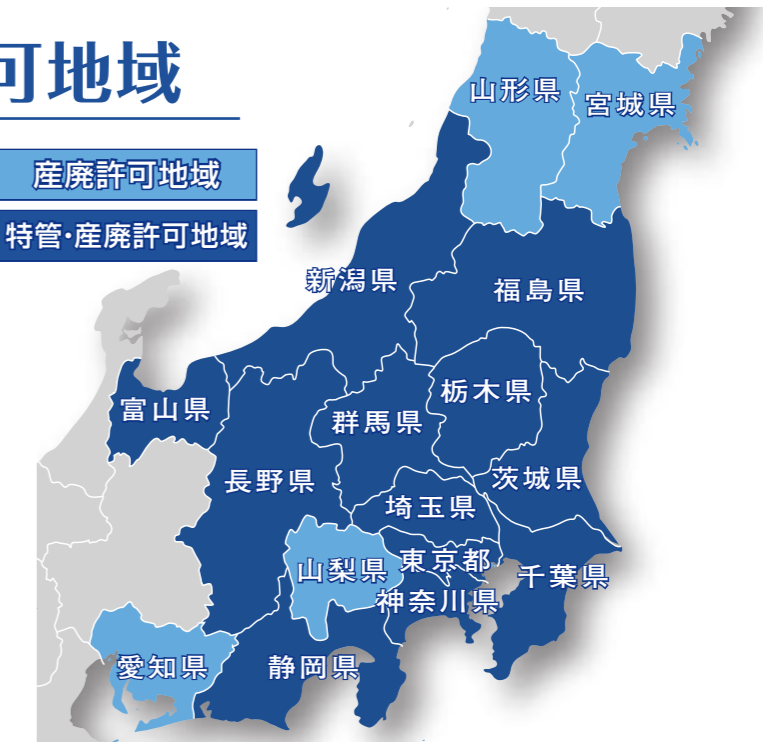 可地域
産廃許可地域
特管・産廃許可地域
山形県
宮城県
新潟県
福島県
富山県
群馬県
栃木県
長野県
茨城県
埼玉県
山梨県
東京都
千葉県
神奈川県
愛知県
静岡県